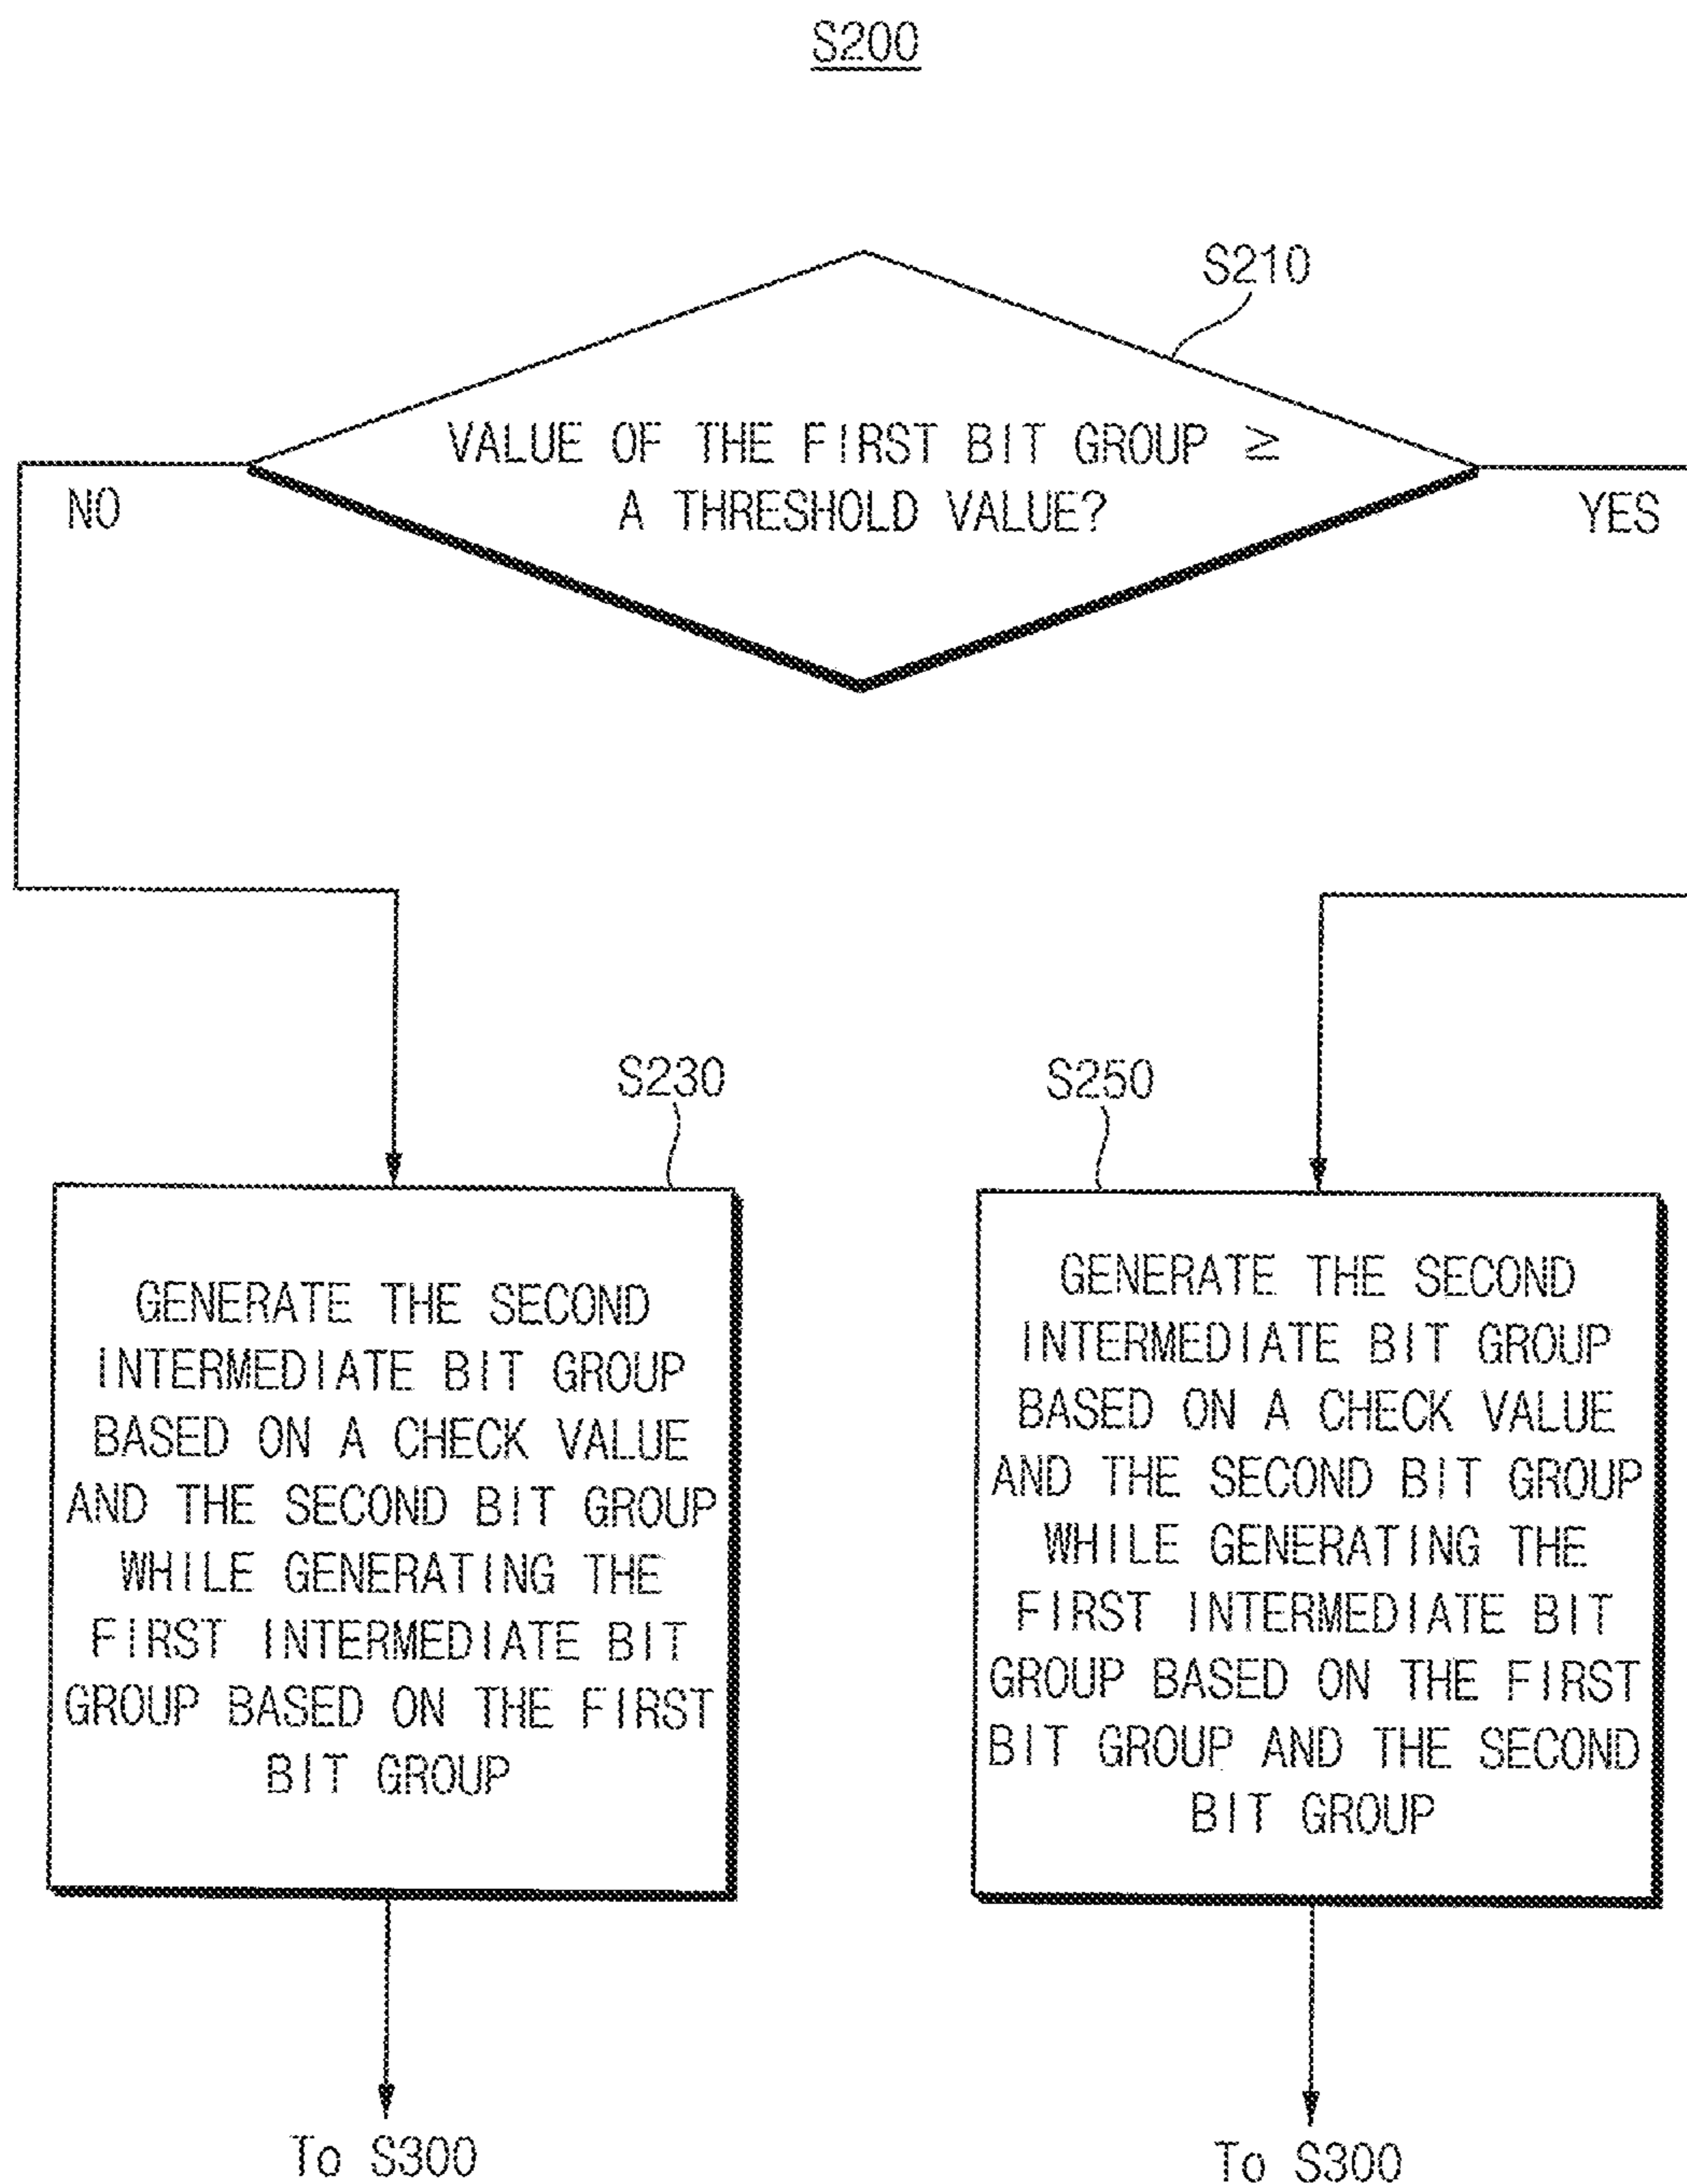 S200
S210
VALUE OF THE FIRST BIT GROUP ≥
A THRESHOLD VALUE?
NO
YES
S230
GENERATE THE SECOND
INTERMEDIATE BIT GROUP
BASED ON A CHECK VALUE
AND THE SECOND BIT GROUP
WHILE GENERATING THE
FIRST INTERMEDIATE BIT
GROUP BASED ON THE FIRST
BIT GROUP
To S300
S250
GENERATE THE SECOND
INTERMEDIATE BIT GROUP
BASED ON A CHECK VALUE
AND THE SECOND BIT GROUP
WHILE GENERATING THE
FIRST INTERMEDIATE BIT
GROUP BASED ON THE FIRST
BIT GROUP AND THE SECOND
BIT GROUP
To S300